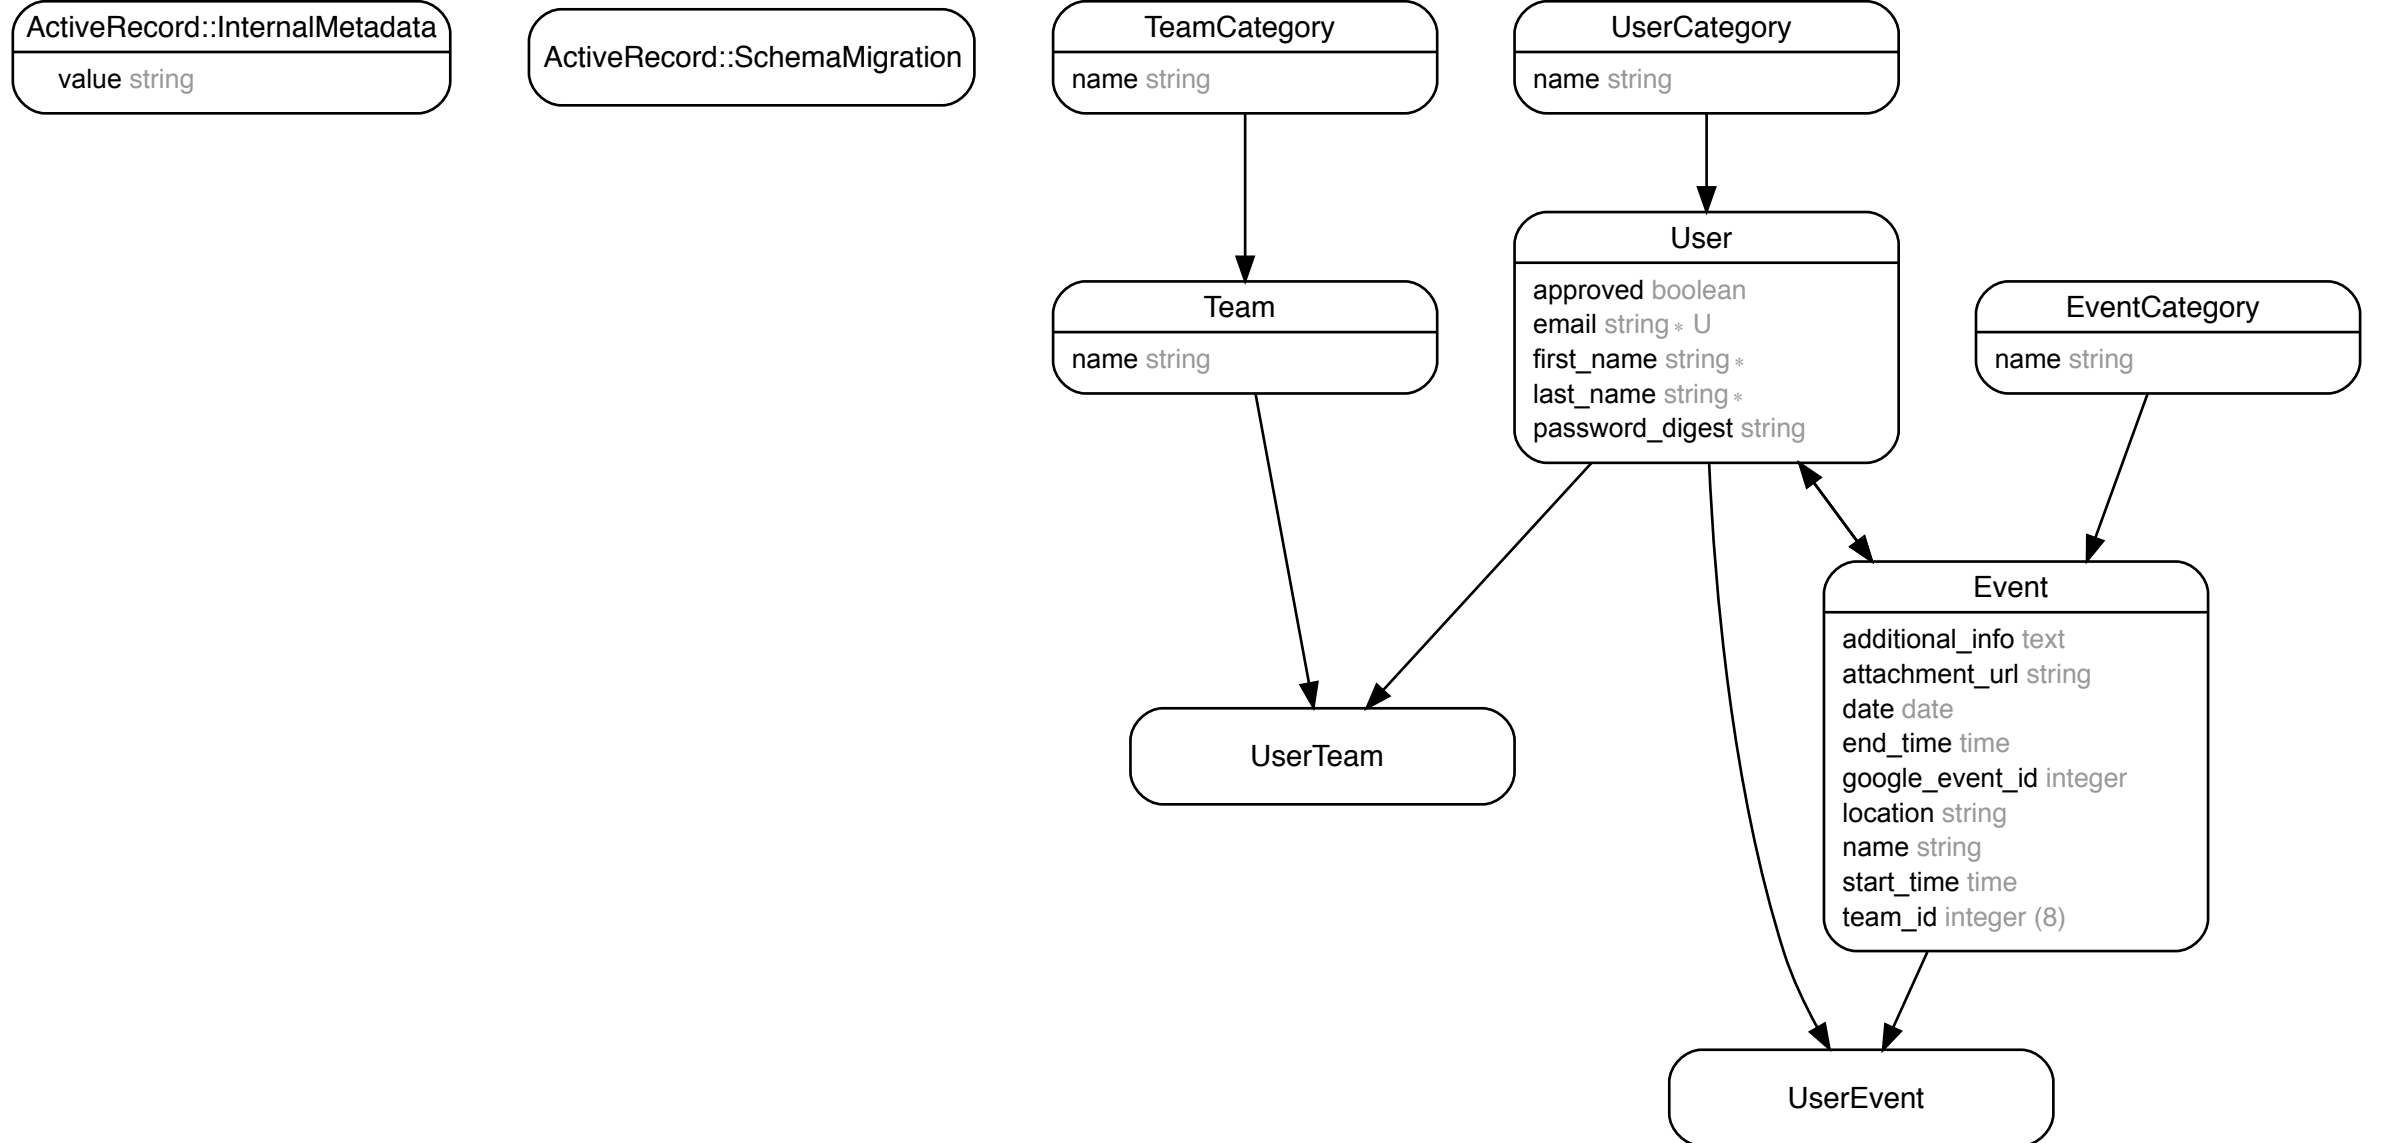 ActiveRecord::InternalMetadata
value string
ActiveRecord::SchemaMigration
TeamCategory
name string
UserCategory
name string
User
approved boolean
email string∗ U
first_name string∗
last_name string∗
password_digest string
Team
name string
EventCategory
name string
Event
additional_info text
attachment_url string
date date
end_time time
google_event_id integer
location string
name string
start_time time
team_id integer (8)
UserTeam
UserEvent